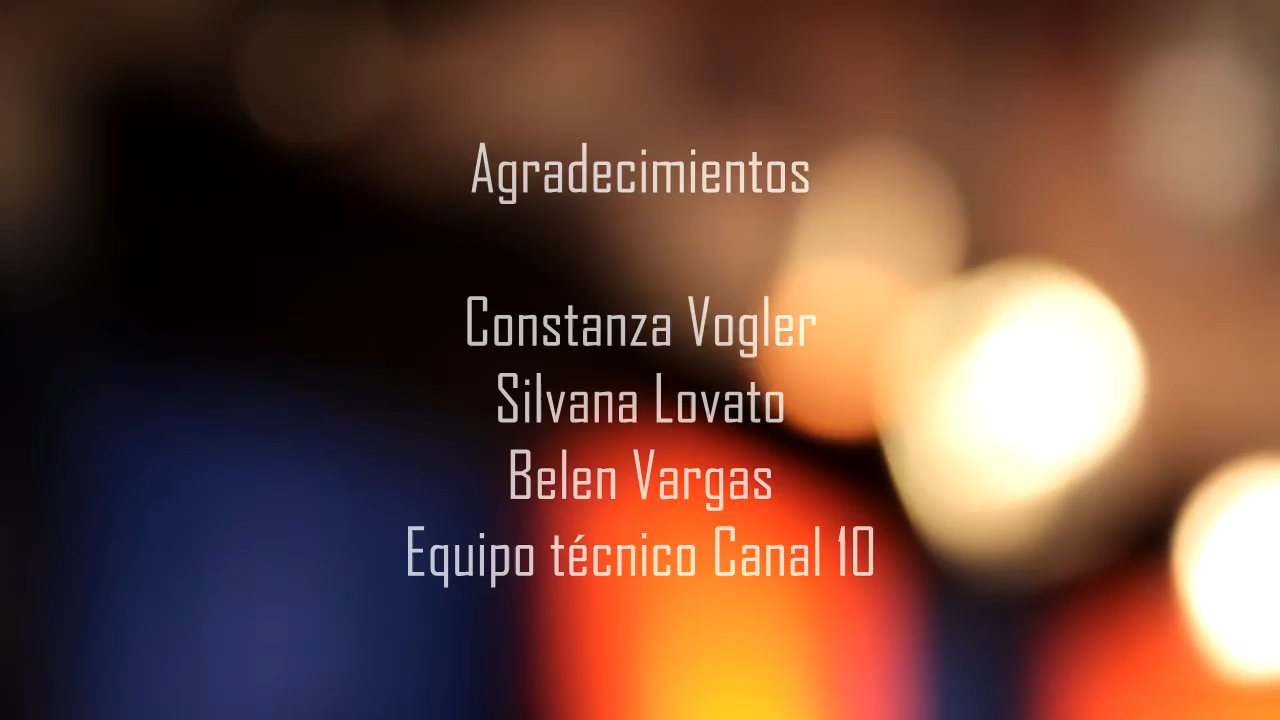 Agradecimientos
Constanza Vogler
Silvana Lovato
Belen Vargas
Equipo técnico Canal 10